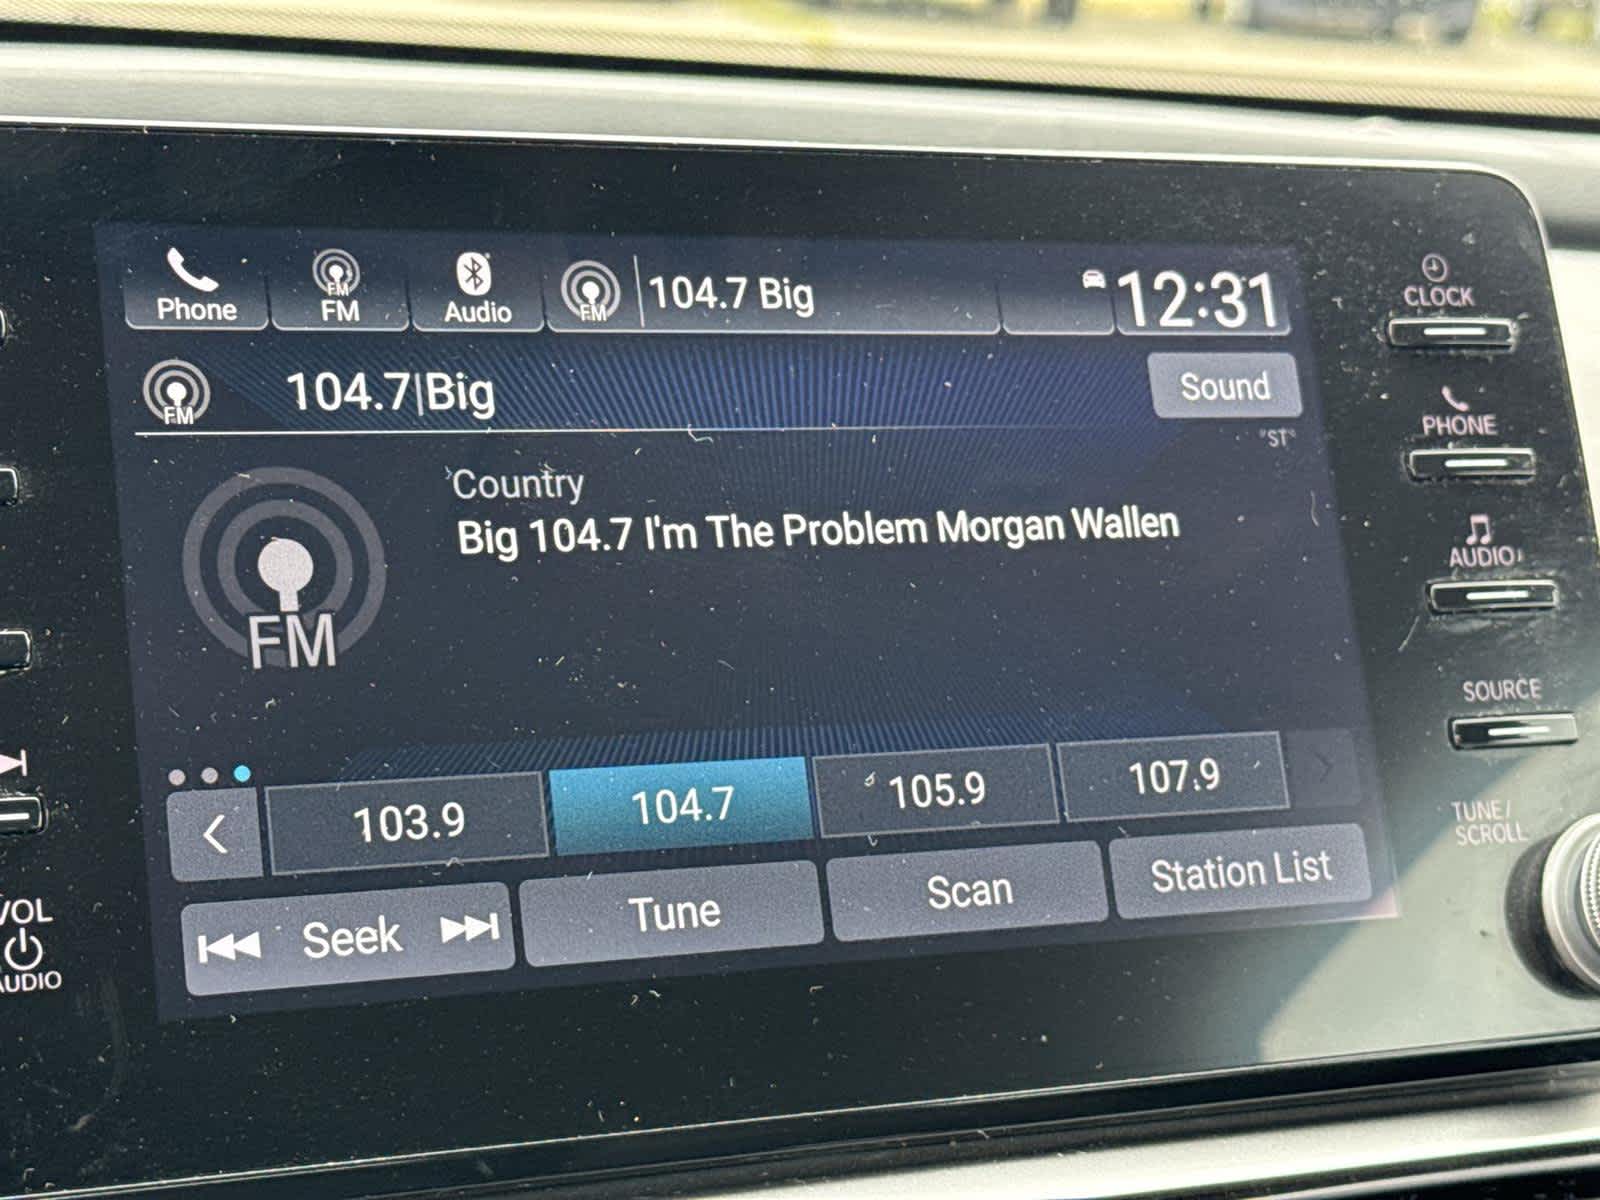 Phone
FM
FM
Audio
FM
104.7 Big
12:31
FM
104.7|Big
Sound
"ST"
Country
Big 104.7 I'm The Problem Morgan Wallen
FM
103.9
104.7
105.9
107.9
Seek
Tune
Scan
Station List
CLOCK
PHONE
AUDIO
SOURCE
TUNE/
SCROLL
VOL
AUDIO